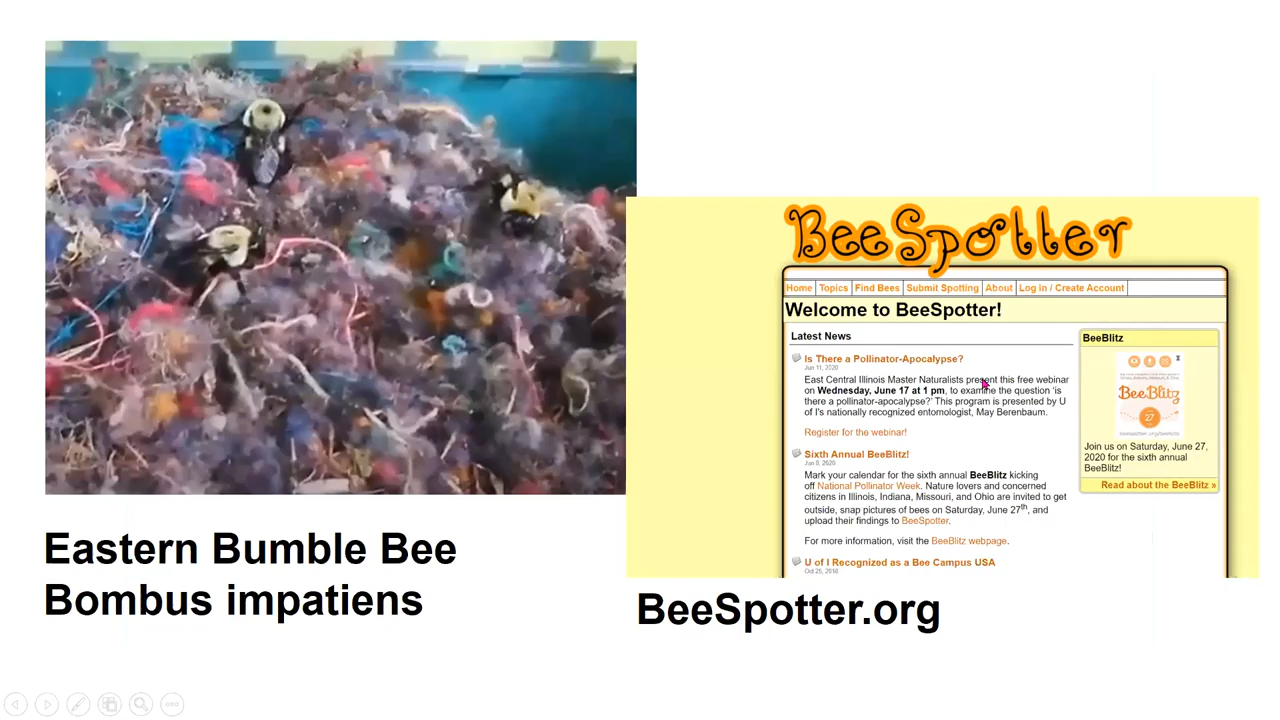 Eastern Bumble Bee
Bombus impatiens
BeeSpotter
Home Topics Find Bees Submit Spotting About Log in / Create Account
Welcome to BeeSpotter!
Latest News
Is There a Pollinator-Apocalypse?
Jun 11, 2020
East Central Illinois Master Naturalists present this free webinar
on Wednesday, June 17 at 1 pm, to examine the question 'is
there a pollinator-apocalypse?' This program is presented by U
of I's nationally recognized entomologist, May Berenbaum.
Register for the webinar!
Sixth Annual BeeBlitz!
Jun 8, 2020
Mark your calendar for the sixth annual BeeBlitz kicking
off National Pollinator Week. Nature lovers and concerned
citizens in Illinois, Indiana, Missouri, and Ohio are invited to get
outside, snap pictures of bees on Saturday, June 27th, and
upload their findings to BeeSpotter.
For more information, visit the BeeBlitz webpage.
U of I Recognized as a Bee Campus USA
BeeBlitz
BeeBlitz
27
Join us on Saturday, June 27,
2020 for the sixth annual
BeeBlitz!
Read about the BeeBlitz »
BeeSpotter.org